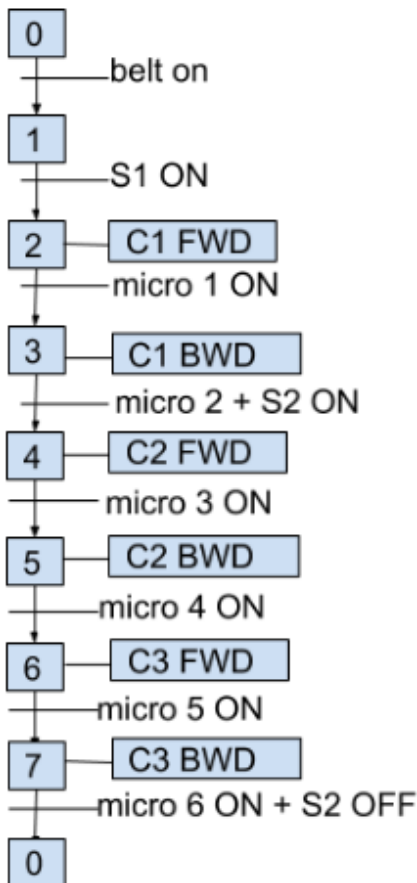 0
belt on
1
S1 ON
2 C1 FWD
micro 1 ON
3 C1 BWD
micro 2 + S2 ON
4 C2 FWD
micro 3 ON
5 C2 BWD
micro 4 ON
6 C3 FWD
micro 5 ON
7 C3 BWD
micro 6 ON + S2 OFF
0